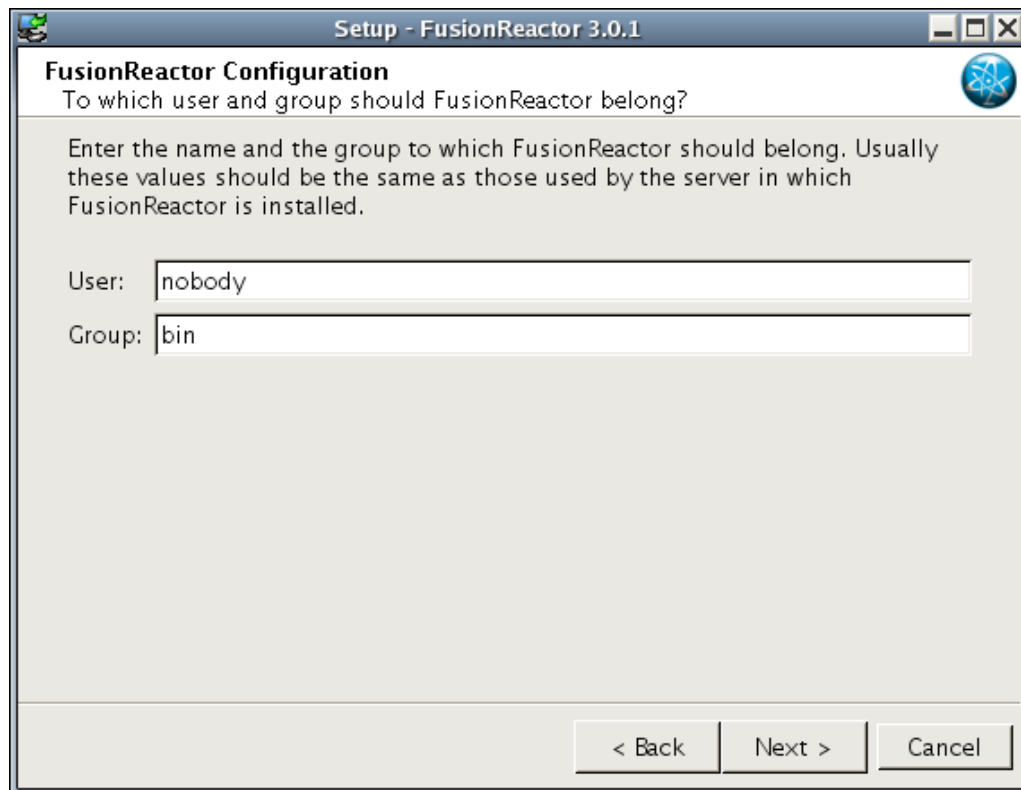 Setup - FusionReactor 3.0.1
FusionReactor Configuration
To which user and group should FusionReactor belong?
Enter the name and the group to which FusionReactor should belong. Usually
these values should be the same as those used by the server in which
FusionReactor is installed.
User: nobody
Group: bin
< Back Next > Cancel